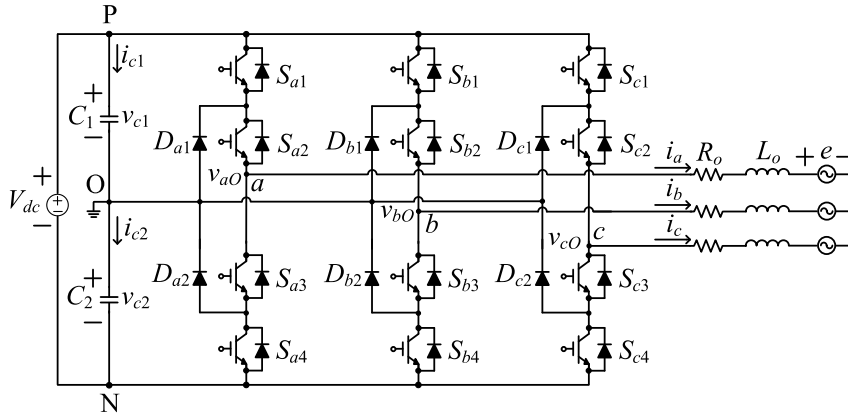 P
i_c1
S_a1
S_b1
S_c1
+
C_1
v_c1
−
D_a1
D_b1
D_c1
S_a2
S_b2
S_c2
i_a
R_o
L_o
+ e −
v_aO
a
O
+
V_dc
−
v_bO
b
i_b
i_c2
v_cO
c
i_c
+
C_2
v_c2
−
D_a2
D_b2
D_c2
S_a3
S_b3
S_c3
S_a4
S_b4
S_c4
N